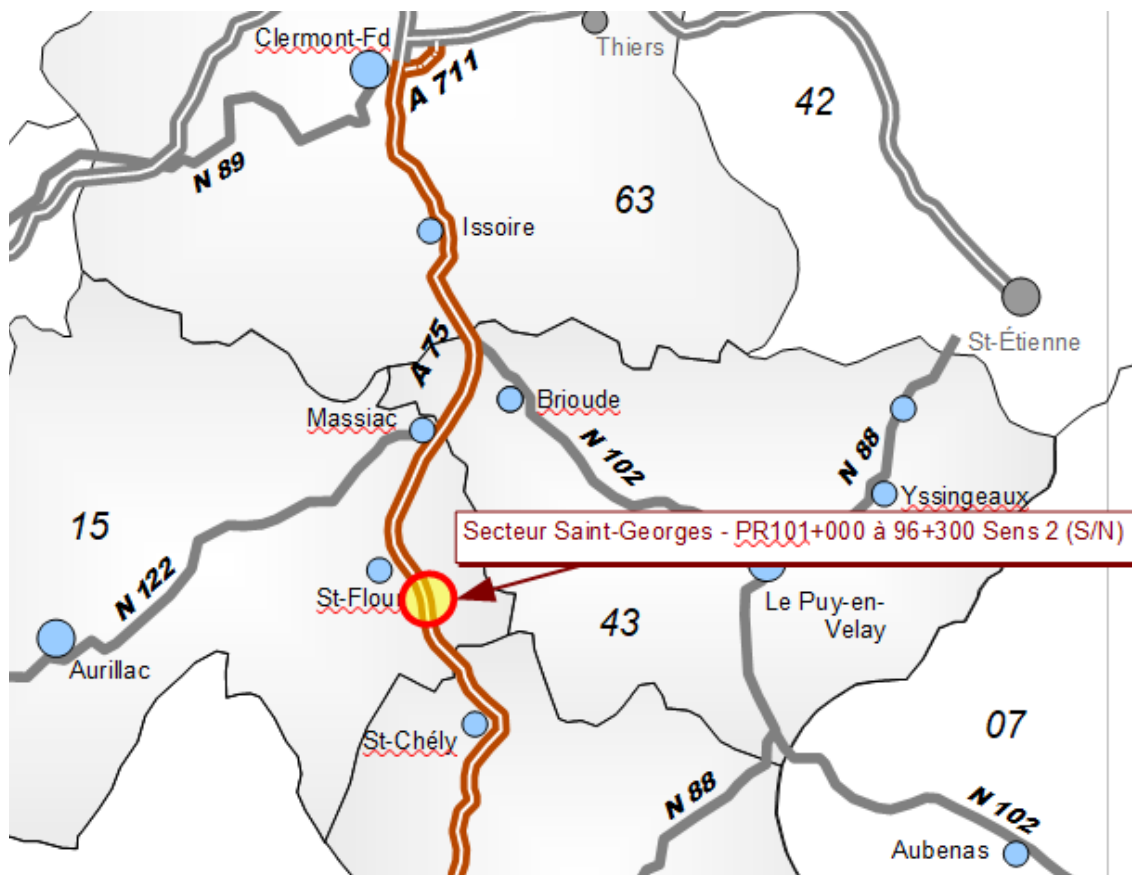 Clermont-Fd
Thiers
A 711
42
N 89
63
Issoire
St-Étienne
A 75
Brioude
Massiac
N 102
N 88
Yssingeaux
15
Secteur Saint-Georges - PR101+000 à 96+300 Sens 2 (S/N)
N 122
St-Flour
43
Le Puy-en-
Velay
Aurillac
St-Chély
07
N 88
N 102
Aubenas